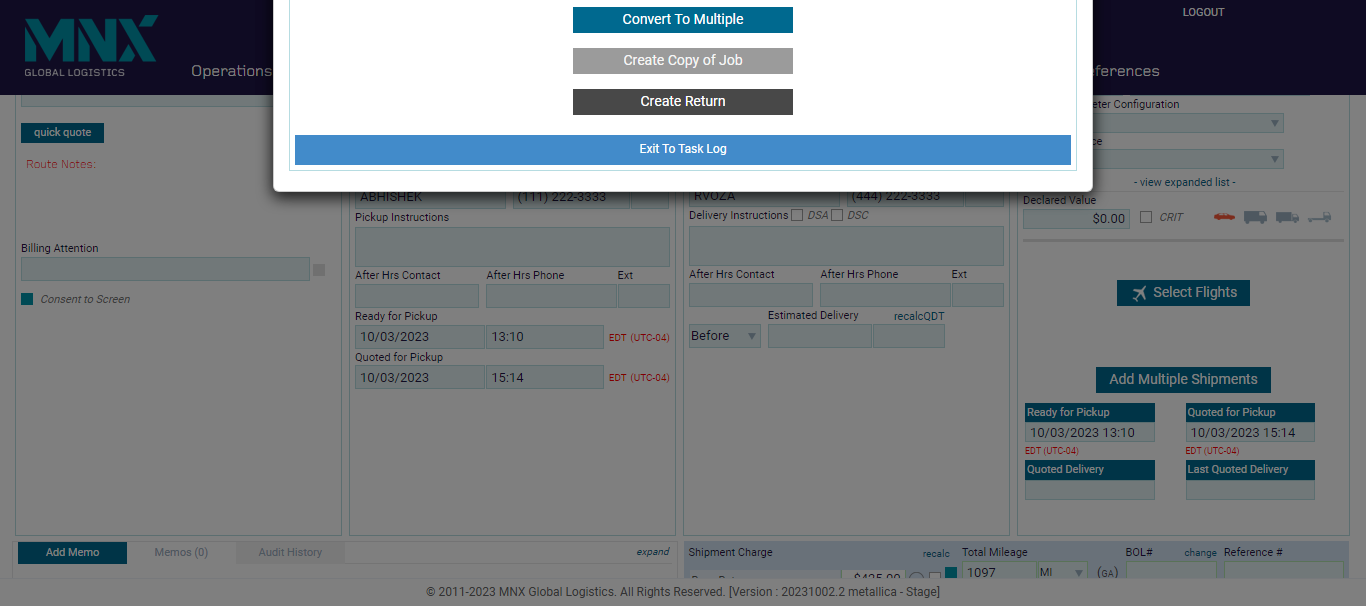 LOGOUT
MNX
GLOBAL LOGISTICS
Operations
ferences
Convert To Multiple
Create Copy of Job
Create Return
Exit To Task Log
quick quote
Route Notes:
Billing Attention
Consent to Screen
ABHISHEK (111) 222-3333
Pickup Instructions
After Hrs Contact After Hrs Phone Ext
Ready for Pickup
10/03/2023 13:10 EDT (UTC-04)
Quoted for Pickup
10/03/2023 15:14 EDT (UTC-04)
RVOZA (444) 222-3333
Delivery Instructions DSA DSC
After Hrs Contact After Hrs Phone Ext
Estimated Delivery recalcQDT
Before
eter Configuration
ce
- view expanded list -
Declared Value
$0.00 CRIT
Select Flights
Add Multiple Shipments
Ready for Pickup Quoted for Pickup
10/03/2023 13:10 10/03/2023 15:14
EDT (UTC-04) EDT (UTC-04)
Quoted Delivery Last Quoted Delivery
Add Memo Memos (0) Audit History expand
Shipment Charge recalc Total Mileage BOL# change Reference #
$425.00 1097 MI (GA)
© 2011-2023 MNX Global Logistics. All Rights Reserved. [Version : 20231002.2 metallica - Stage]